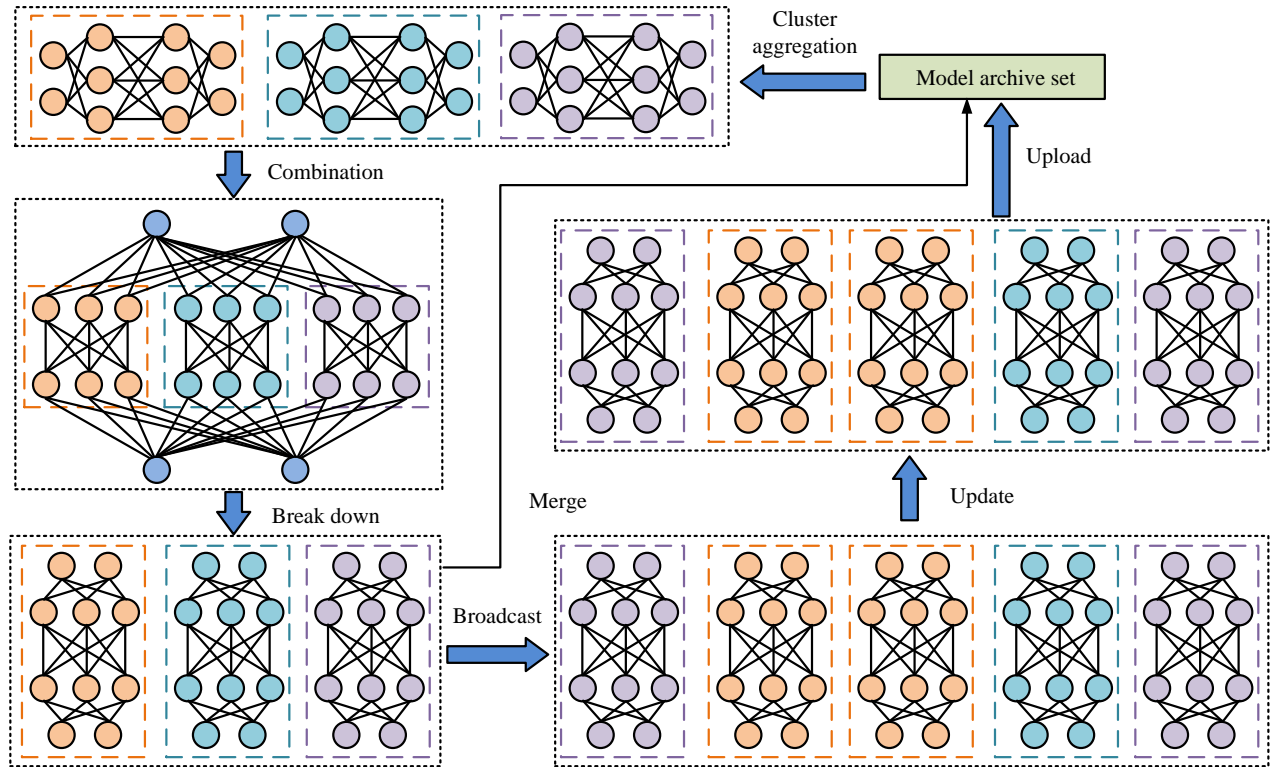 Cluster
aggregation
Model archive set
Combination
Upload
Break down
Merge
Update
Broadcast